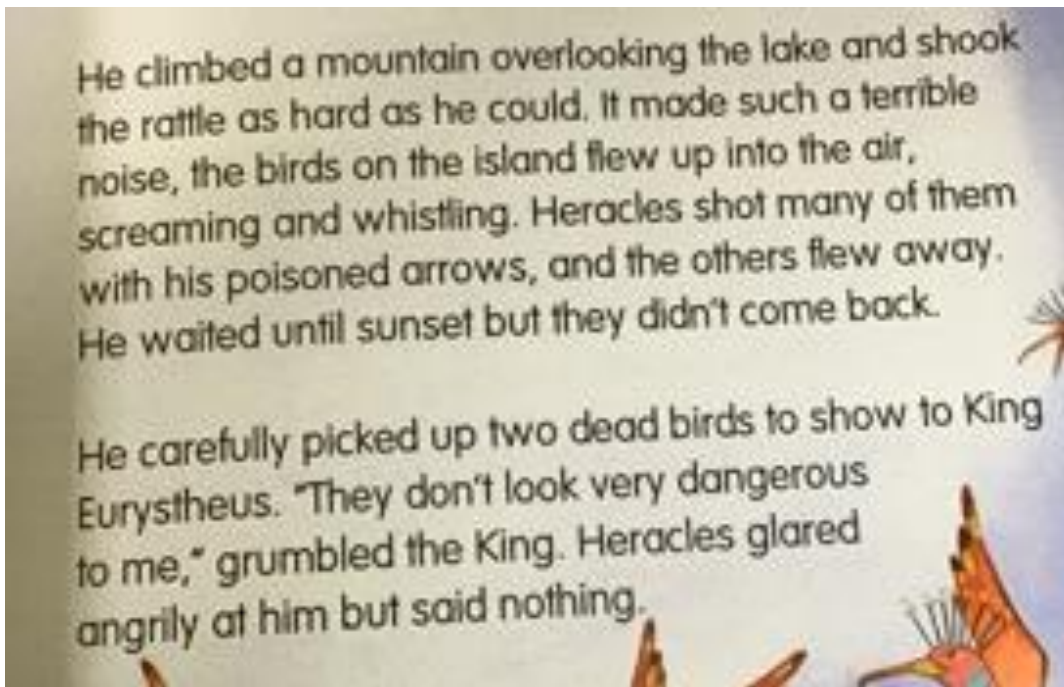 He climbed a mountain overlooking the lake and shook
the rattle as hard as he could. It made such a terrible
noise, the birds on the island flew up into the air,
screaming and whistling. Heracles shot many of them
with his poisoned arrows, and the others flew away.
He waited until sunset but they didn't come back.
He carefully picked up two dead birds to show to King
Eurystheus. "They don't look very dangerous
to me," grumbled the King. Heracles glared
angrily at him but said nothing.